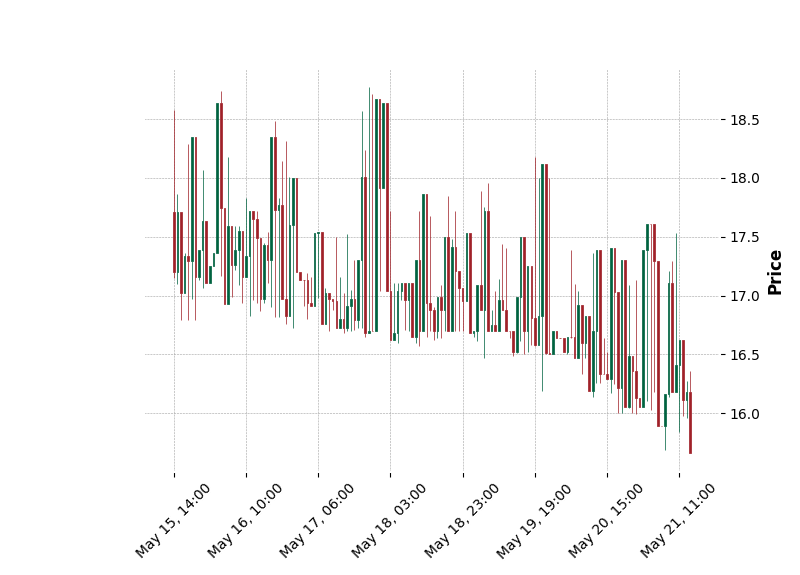 18.5
18.0
17.5
17.0
16.5
16.0
Price
May 15, 14:00
May 16, 10:00
May 17, 06:00
May 18, 03:00
May 18, 23:00
May 19, 19:00
May 20, 15:00
May 21, 11:00